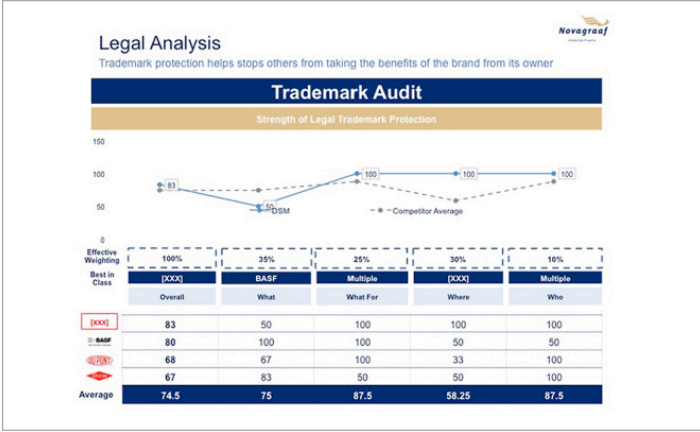 Novagraaf
Legal Analysis
Trademark protection helps stops others from taking the benefits of the brand from its owner
Trademark Audit
Strength of Legal Trademark Protection
150
100
50
0
83
50
100
100
100
DSM
Competitor Average
Effective Weighting
100%
35%
25%
30%
10%
Best in Class
[XXX]
BASF
Multiple
[XXX]
Multiple
Overall
What
What For
Where
Who
[XXX]
83
50
100
100
100
BASF
80
100
100
50
50
DUPONT
68
67
100
33
100
Dow
67
83
50
50
100
Average
74.5
75
87.5
58.25
87.5